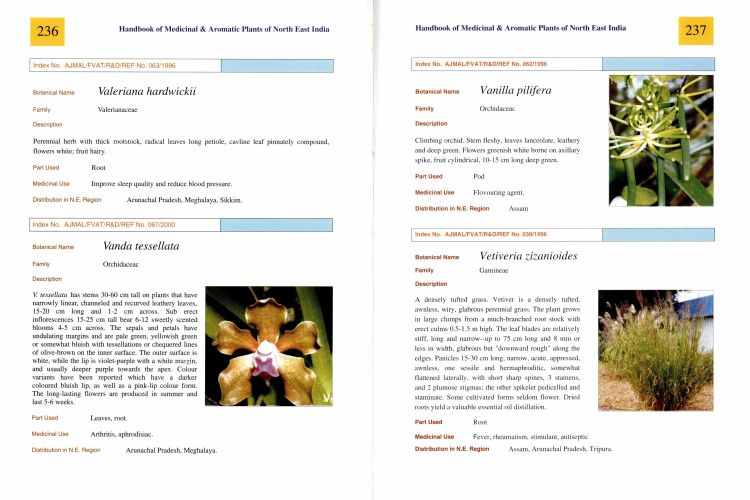 236
Handbook of Medicinal & Aromatic Plants of North East India
Index No. AJMAL/FVAT/R&D/REF No. 063/1996
Botanical Name Valeriana hardwickii
Family Valerianaceae
Description
Perennial herb with thick rootstock, radical leaves long petiole, cavline leaf pinnately compound,
flowers white; fruit hairy.
Part Used Root
Medicinal Use Improve sleep quality and reduce blood pressure.
Distribution in N.E. Region Arunachal Pradesh, Meghalaya, Sikkim.
Index No. AJMAL/FVAT/R&D/REF No. 067/2000
Botanical Name Vanda tessellata
Family Orchidaceac
Description
V. tessellata has stems 30-60 cm tall on plants that have
narrowly linear, channeled and recurved leathery leaves,
15-20 cm long and 1-2 cm across. Sub erect
inflorescences 15-25 cm tall bear 6-12 sweetly scented
blooms 4-5 cm across. The sepals and petals have
undulating margins and are pale green, yellowish green
or somewhat bluish with tessellations or chequered lines
of olive-brown on the inner surface. The outer surface is
white, while the lip is violet-purple with a white margin,
and usually deeper purple towards the apex. Colour
variants have been reported which have a darker
coloured bluish lip, as well as a pink-lip colour form.
The long-lasting flowers are produced in summer and
last 5-6 weeks.
Part Used Leaves, root.
Medicinal Use Arthritis, aphrodisiac.
Distribution in N.E. Region Arunachal Pradesh, Meghalaya.
Handbook of Medicinal & Aromatic Plants of North East India
237
Index No. AJMAL/FVAT/R&D/REF No. 062/1996
Botanical Name Vanilla pilifera
Family Orchidaceac
Description
Climbing orchid. Stem fleshy, leaves lanceolate, leathery
and deep green. Flowers greenish white borne on axillary
spike, fruit cylindrical, 10-15 cm long deep green.
Part Used Pod
Medicinal Use Flovouring agent.
Distribution in N.E. Region Assam
Index No. AJMAL/FVAT/R&D/REF No. 038/1996
Botanical Name Vetiveria zizanioides
Family Gamineae
Description
A densely tufted grass. Vetiver is a densely tufted,
awnless, wiry, glabrous perennial grass. The plant grows
in large clumps from a much-branched root stock with
erect culms 0.5-1.5 m high. The leaf blades are relatively
stiff, long and narrow--up to 75 cm long and 8 mm or
less in width, glabrous but "downward rough" along the
edges. Panicles 15-30 cm long, narrow, acute, appressed,
awnless, one sessile and hermaphroditic, somewhat
flattened laterally, with short sharp spines, 3 stamens,
and 2 plumose stigmas; the other spikelet pedicelled and
staminate. Some cultivated forms seldom flower. Dried
roots yield a valuable essential oil distillation.
Part Used Root
Medicinal Use Fever, rheumatism, stimulant, antiseptic.
Distribution in N.E. Region Assam, Arunachal Pradesh, Tripura.